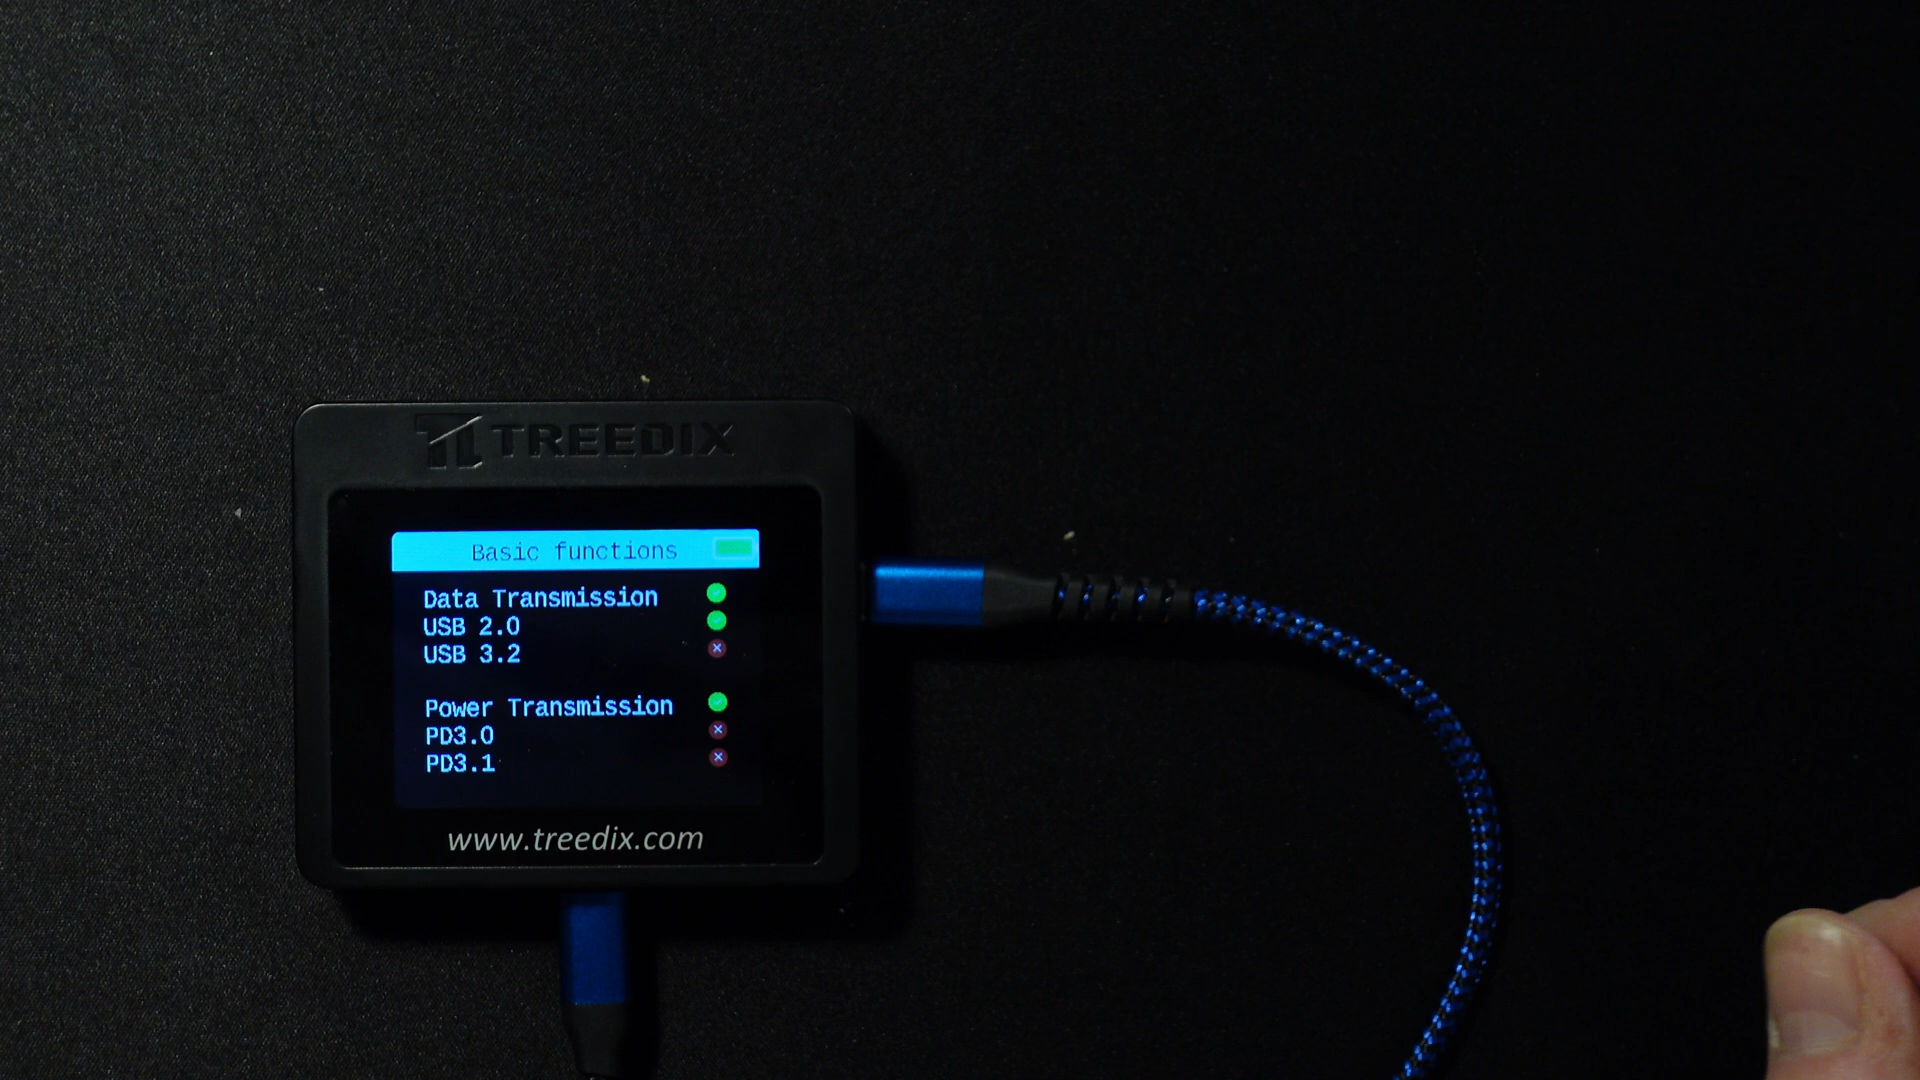 TREEDIX
Basic functions
Data Transmission
USB 2.0
USB 3.2
Power Transmission
PD3.0
PD3.1
www.treedix.com